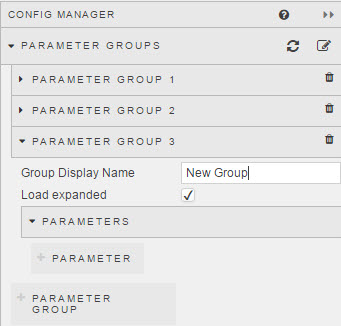 CONFIG MANAGER
PARAMETER GROUPS
PARAMETER GROUP 1
PARAMETER GROUP 2
PARAMETER GROUP 3
Group Display Name New Group
Load expanded
PARAMETERS
+ PARAMETER
+ PARAMETER
GROUP